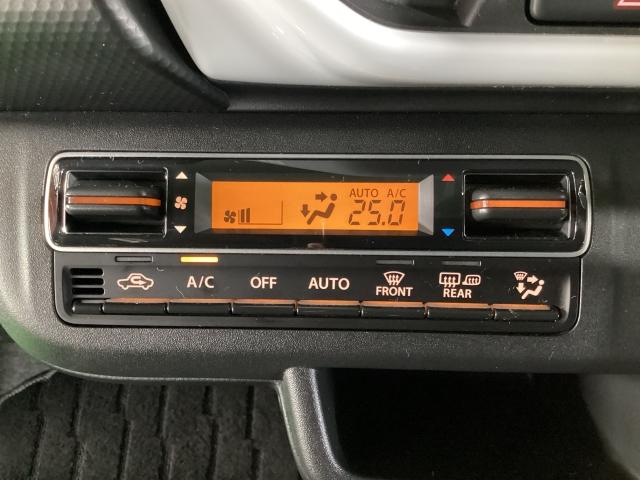 AUTO A/C
25.0
A/C
OFF
AUTO
FRONT
REAR